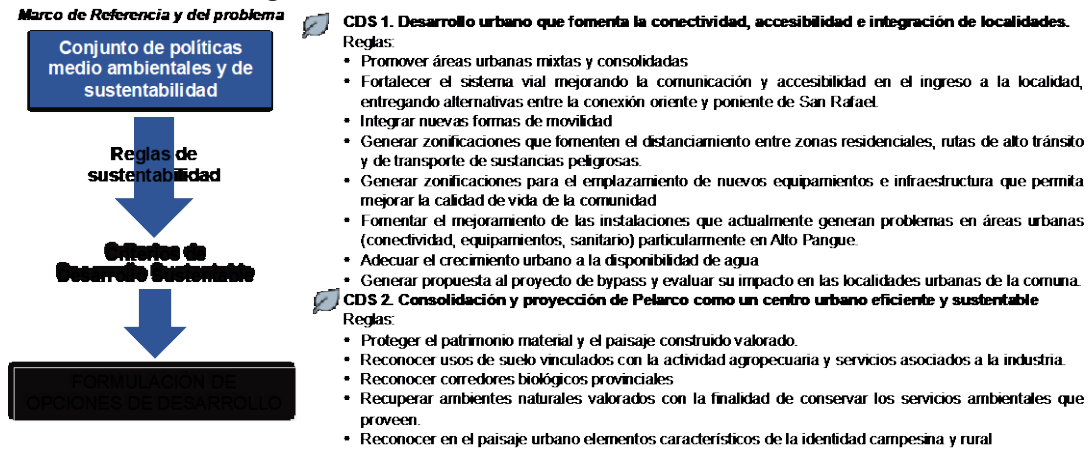 Marco de Referencia y del problema
Conjunto de políticas
medio ambientales y de
sustentabilidad
Reglas de
sustentabilidad
Criterios de
Desarrollo Sustentable
FORMULACIÓN DE
OPCIONES DE DESARROLLO
CDS 1. Desarrollo urbano que fomenta la conectividad, accesibilidad e integración de localidades.
Reglas:
• Promover áreas urbanas mixtas y consolidadas
• Fortalecer el sistema vial mejorando la comunicación y accesibilidad en el ingreso a la localidad,
entregando alternativas entre la conexión oriente y poniente de San Rafael.
• Integrar nuevas formas de movilidad
• Generar zonificaciones que fomenten el distanciamiento entre zonas residenciales, rutas de alto tránsito
y de transporte de sustancias peligrosas.
• Generar zonificaciones para el emplazamiento de nuevos equipamientos e infraestructura que permita
mejorar la calidad de vida de la comunidad
• Fomentar el mejoramiento de las instalaciones que actualmente generan problemas en áreas urbanas
(conectividad, equipamientos, sanitario) particularmente en Alto Pangue.
• Adecuar el crecimiento urbano a la disponibilidad de agua
• Generar propuesta al proyecto de bypass y evaluar su impacto en las localidades urbanas de la comuna.
CDS 2. Consolidación y proyección de Pelarco como un centro urbano eficiente y sustentable
Reglas:
• Proteger el patrimonio material y el paisaje construido valorado.
• Reconocer usos de suelo vinculados con la actividad agropecuaria y servicios asociados a la industria.
• Reconocer corredores biológicos provinciales
• Recuperar ambientes naturales valorados con la finalidad de conservar los servicios ambientales que
proveen.
• Reconocer en el paisaje urbano elementos característicos de la identidad campesina y rural